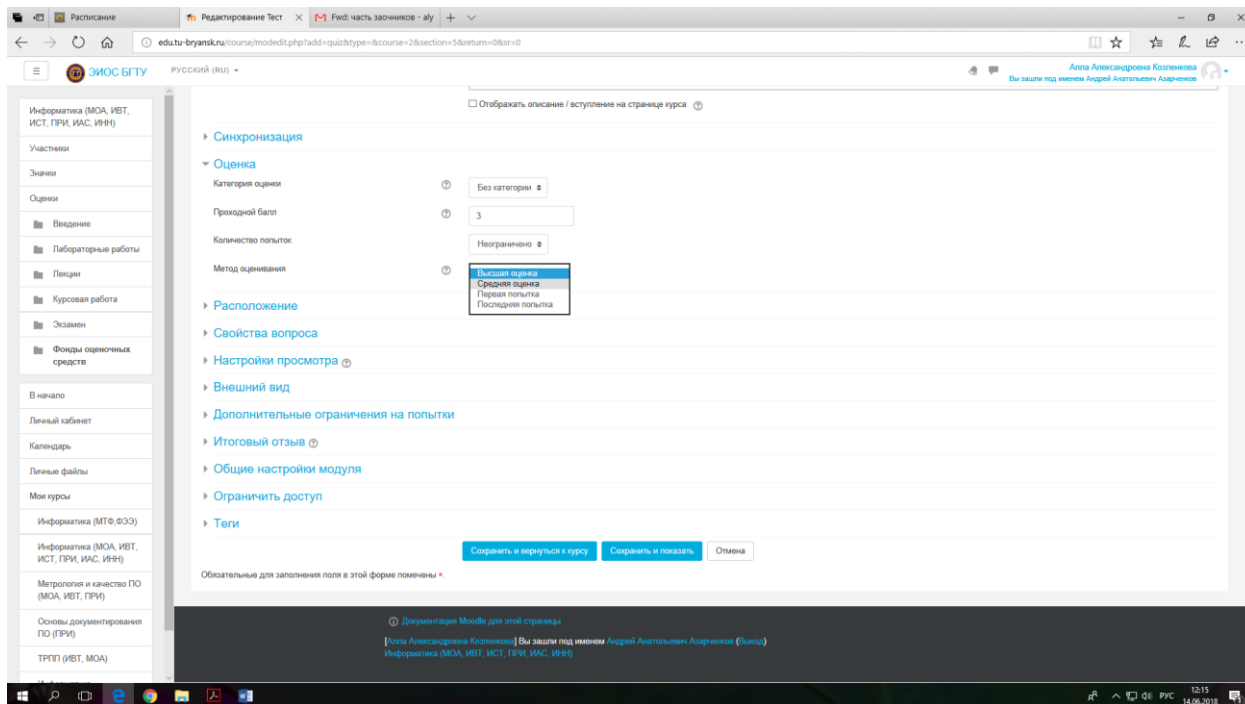 Расписание
Редактирование Тест
Fwd: часть заочников - aly
edu.tu-bryansk.ru/course/modedit.php?add=quiz&type=&course=2&section=5&return=0&sr=0
ЭИОС БГТУ
РУССКИЙ (RU)
Алла Александровна Козленкова
Вы зашли под именем Андрей Анатольевич Азарченков
Информатика (МОА, ИВТ,
ИСТ, ПРИ, ИАС, ИНН)
Участники
Значки
Оценки
Введение
Лабораторные работы
Лекции
Курсовая работа
Экзамен
Фонды оценочных
средств
В начало
Личный кабинет
Календарь
Личные файлы
Мои курсы
Информатика (МТФ,ФЭЭ)
Информатика (МОА, ИВТ,
ИСТ, ПРИ, ИАС, ИНН)
Метрология и качество ПО
(МОА, ИВТ, ПРИ)
Основы документирования
ПО (ПРИ)
ТРПП (ИВТ, МОА)
Отображать описание / вступление на странице курса
Синхронизация
Оценка
Категория оценки
Без категории
Проходной балл
3
Количество попыток
Неограничено
Метод оценивания
Высшая оценка
Средняя оценка
Первая попытка
Последняя попытка
Расположение
Свойства вопроса
Настройки просмотра
Внешний вид
Дополнительные ограничения на попытки
Итоговый отзыв
Общие настройки модуля
Ограничить доступ
Теги
Сохранить и вернуться к курсу
Сохранить и показать
Отмена
Обязательные для заполнения поля в этой форме помечены *.
Документация Moodle для этой страницы
[Алла Александровна Козленкова] Вы зашли под именем Андрей Анатольевич Азарченков (Выход)
Информатика (МОА, ИВТ, ИСТ, ПРИ, ИАС, ИНН)
РУС
12:15
14.06.2018